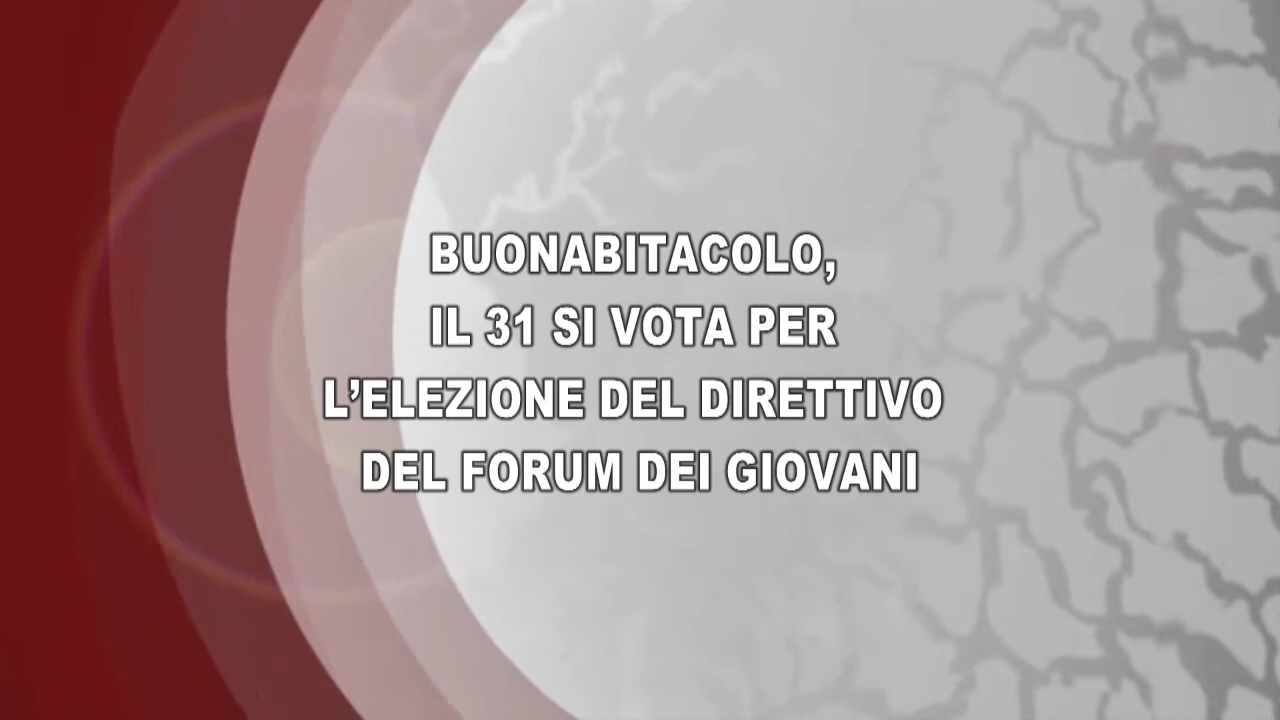 BUONABITACOLO,
IL 31 SI VOTA PER
L’ELEZIONE DEL DIRETTIVO
DEL FORUM DEI GIOVANI